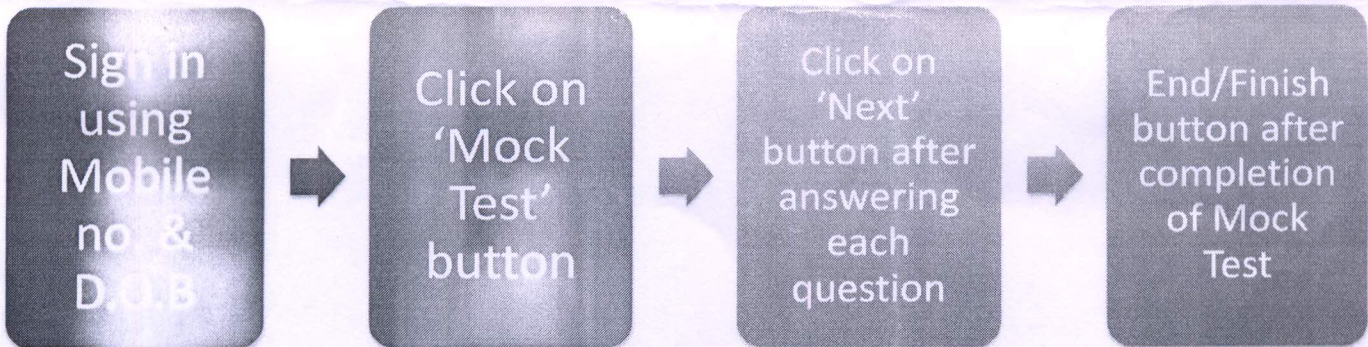 Sign in
using
Mobile
no. &
D.O.B
Click on
‘Mock
Test’
button
Click on
‘Next’
button after
answering
each
question
End/Finish
button after
completion
of Mock
Test